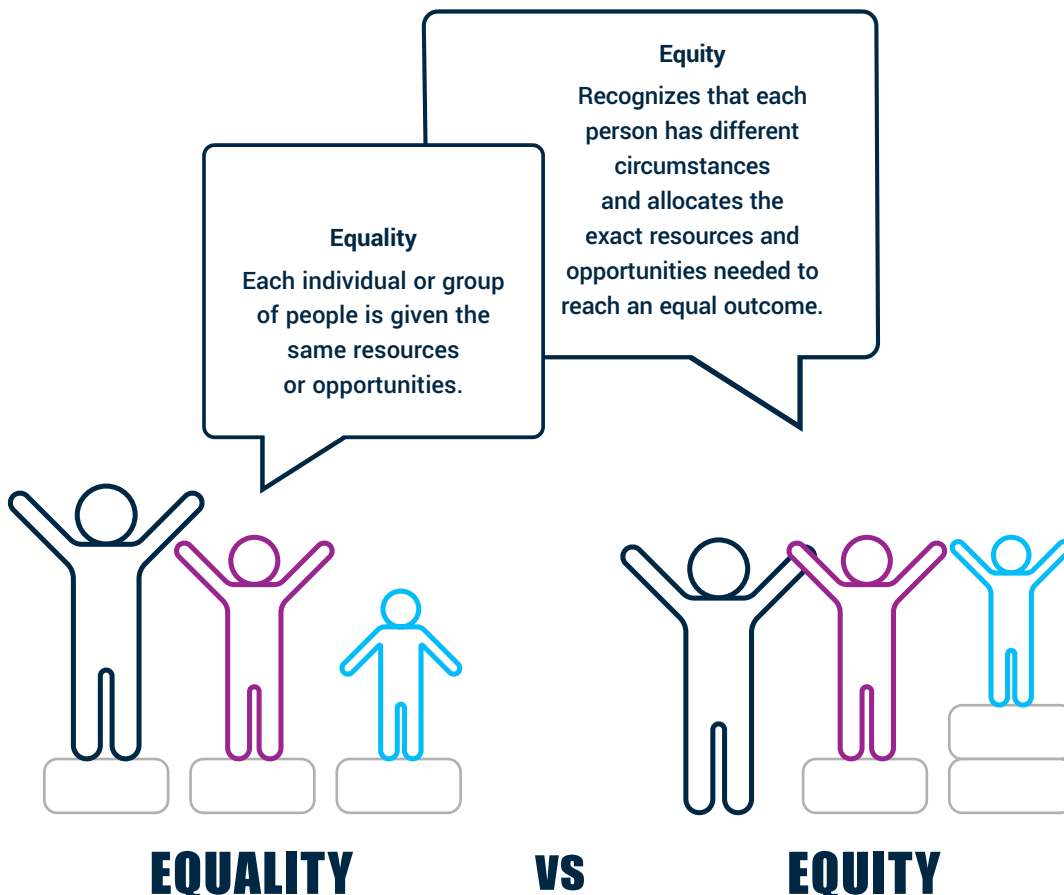 Equity
Recognizes that each
person has different
circumstances
and allocates the
exact resources and
opportunities needed to
reach an equal outcome.
Equality
Each individual or group
of people is given the
same resources
or opportunities.
EQUALITY vs EQUITY